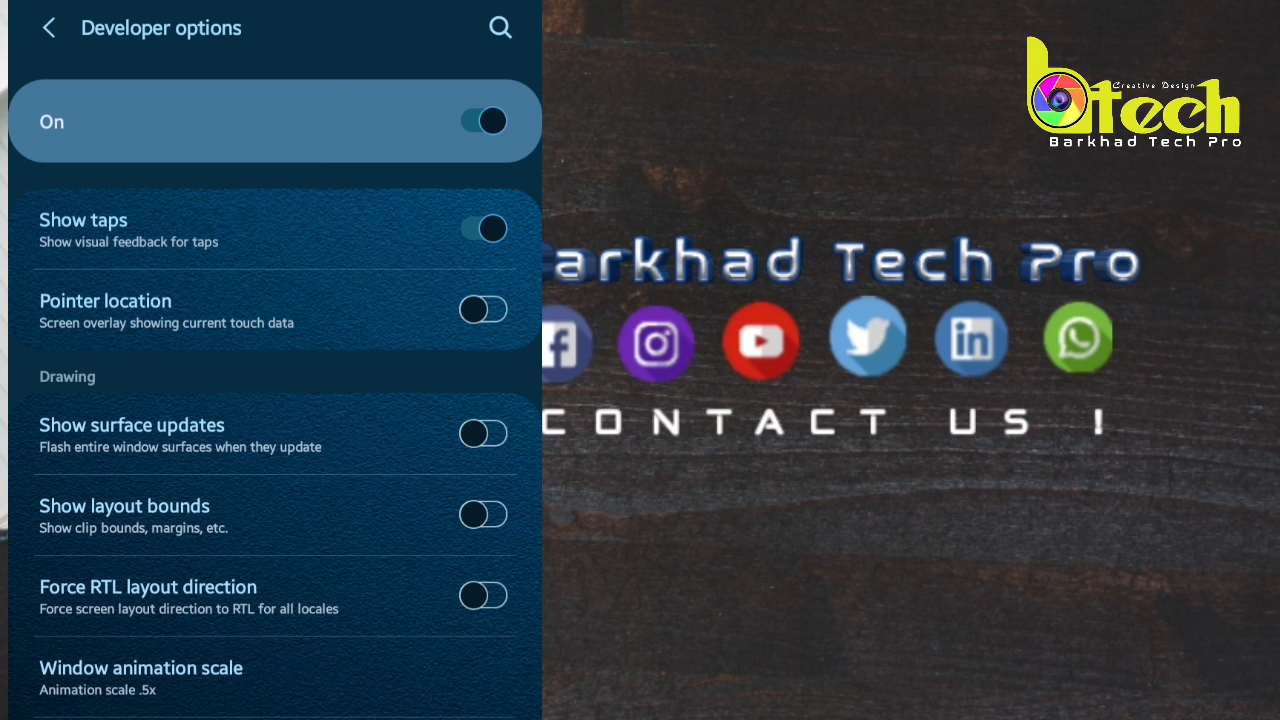 Developer options
On
Show taps
Show visual feedback for taps
Pointer location
Screen overlay showing current touch data
Drawing
Show surface updates
Flash entire window surfaces when they update
Show layout bounds
Show clip bounds, margins, etc.
Force RTL layout direction
Force screen layout direction to RTL for all locales
Window animation scale
Animation scale .5x
btech
Creative Design
Barkhad Tech Pro
Barkhad Tech Pro
CONTACT US !